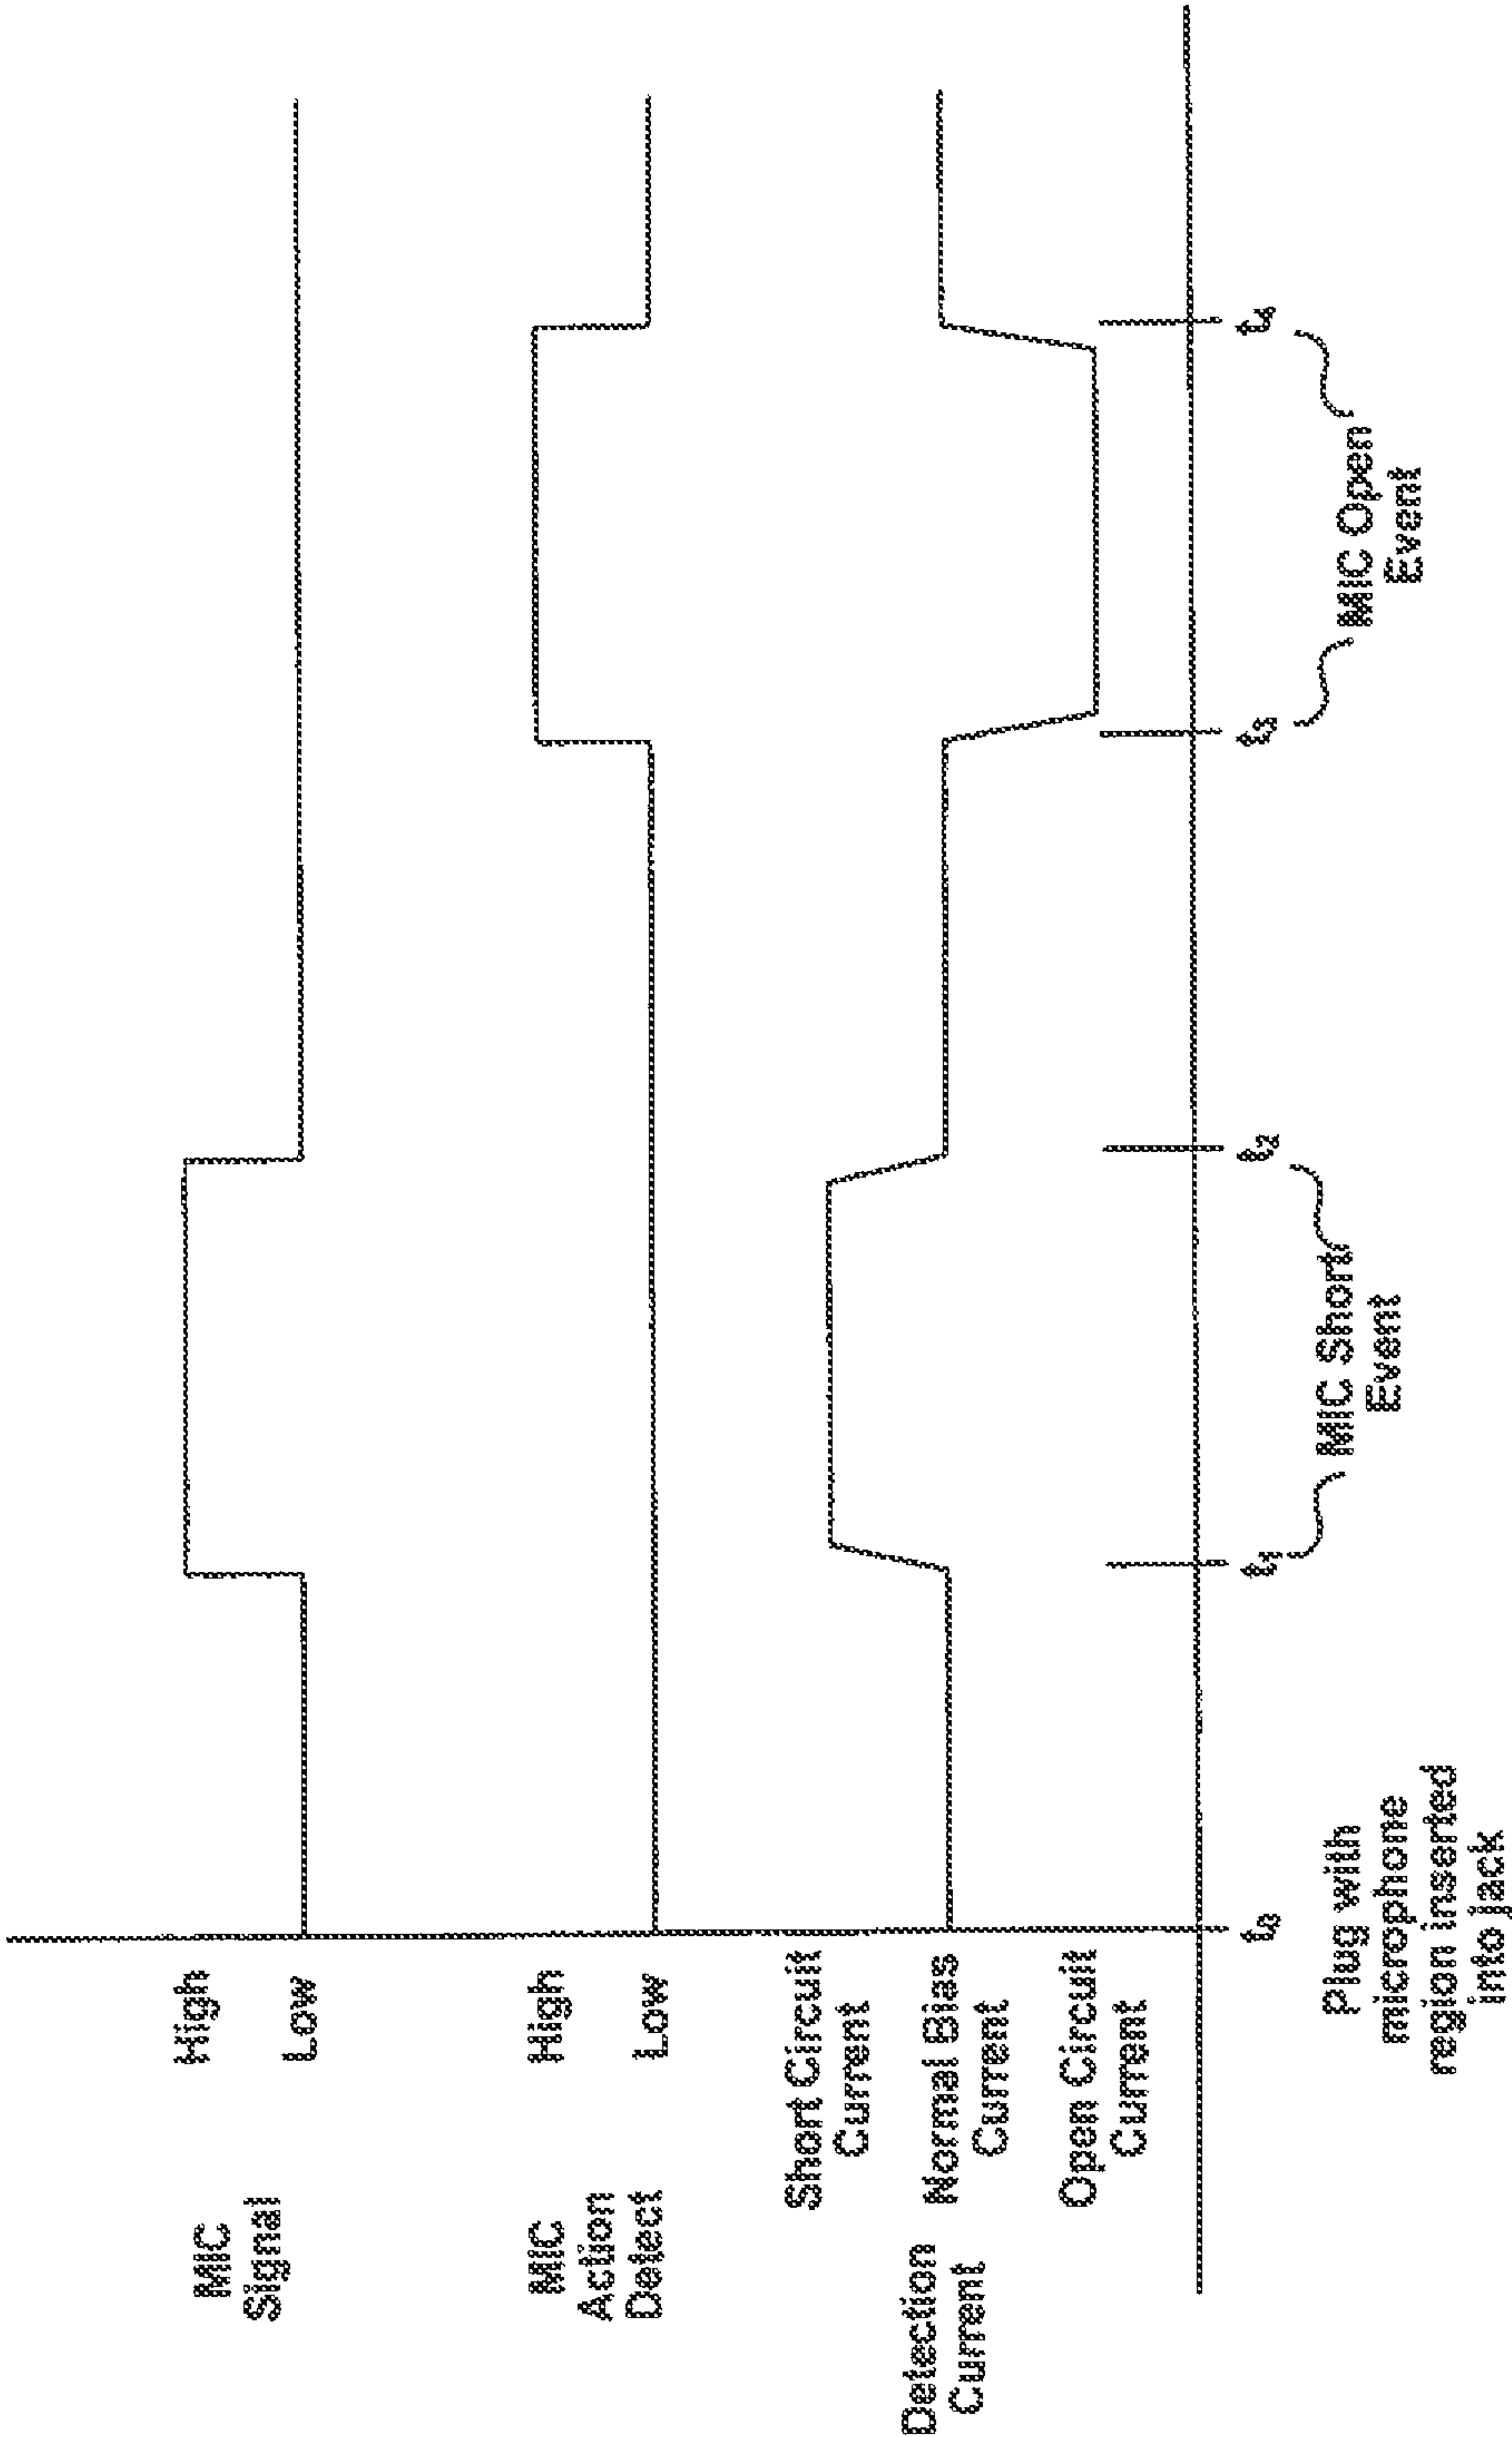 MIC
Signal
High
Low
MIC
Action
Detect
High
Low
Detection
Current
Short Circuit
Current
Normal Bias
Current
Open Circuit
Current
t0
t1
t2
t3
t4
Plug with
microphone
region inserted
into jack
MIC Short
Event
MIC Open
Event